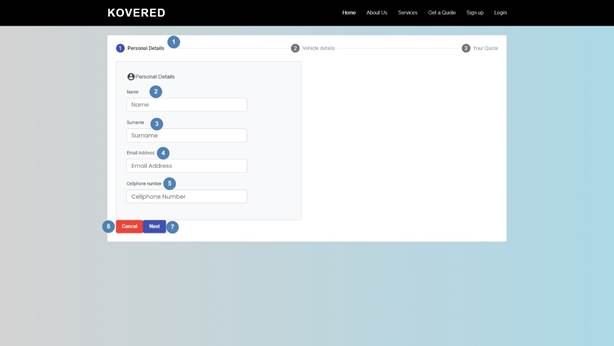 KOVERED
Home About Us Services Get a Quote Sign up Login
1 Personal Details 1 2 Vehicle details 3 Your Quote
Personal Details
Name 2
Name
Surname 3
Surname
Email Address 4
Email Address
Cellphone number 5
Cellphone Number
6 Cancel Next 7